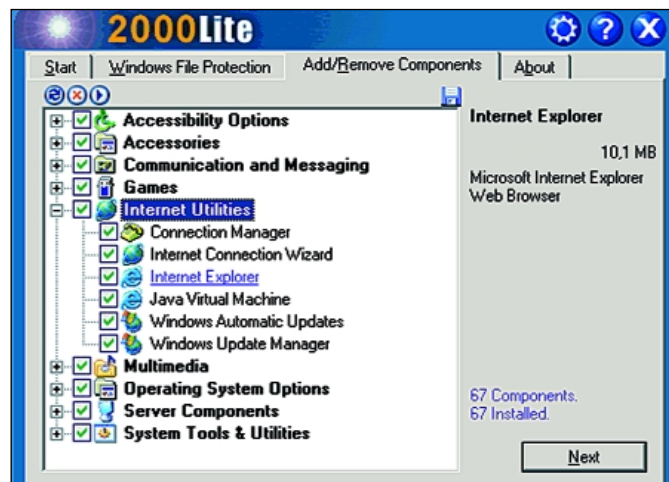 2000Lite
Start
Windows File Protection
Add/Remove Components
About
Accessibility Options
Accessories
Communication and Messaging
Games
Internet Utilities
Connection Manager
Internet Connection Wizard
Internet Explorer
Java Virtual Machine
Windows Automatic Updates
Windows Update Manager
Multimedia
Operating System Options
Server Components
System Tools & Utilities
Internet Explorer
10,1 MB
Microsoft Internet Explorer
Web Browser
67 Components.
67 Installed.
Next